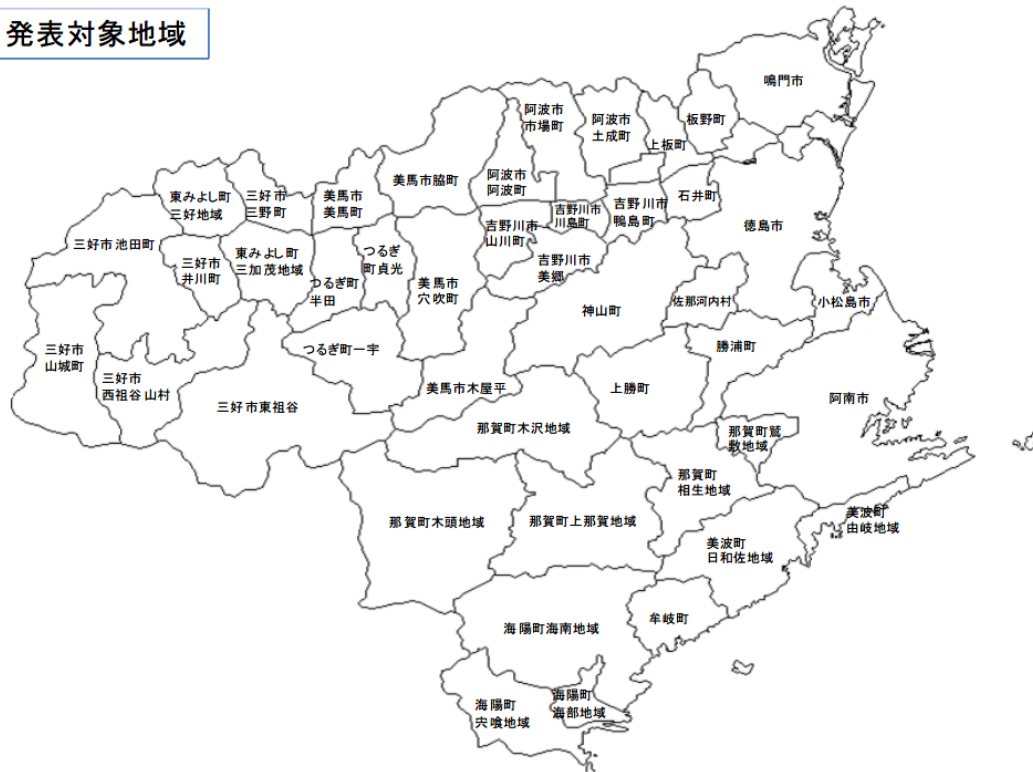 発表対象地域
鳴門市
阿波市
市場町
阿波市
土成町
板野町
上板町
美馬市脇町
阿波市
阿波町
東みよし町
三好地域
三好市
三野町
美馬市
美馬町
吉野川市
川島町
吉野川市
鴨島町
石井町
徳島市
三好市池田町
三好市
井川町
東みよし町
三加茂地域
つるぎ町
半田
つるぎ
町貞光
美馬市
穴吹町
吉野川市
山川町
吉野川市
美郷
神山町
佐那河内村
小松島市
三好市
山城町
三好市
西祖谷山村
三好市東祖谷
つるぎ町一宇
美馬市木屋平
上勝町
勝浦町
阿南市
那賀町木沢地域
那賀町鷲
敷地域
那賀町
相生地域
那賀町木頭地域
那賀町上那賀地域
美波町
由岐地域
美波町
日和佐地域
海陽町海南地域
牟岐町
海陽町
宍喰地域
海陽町
海部地域